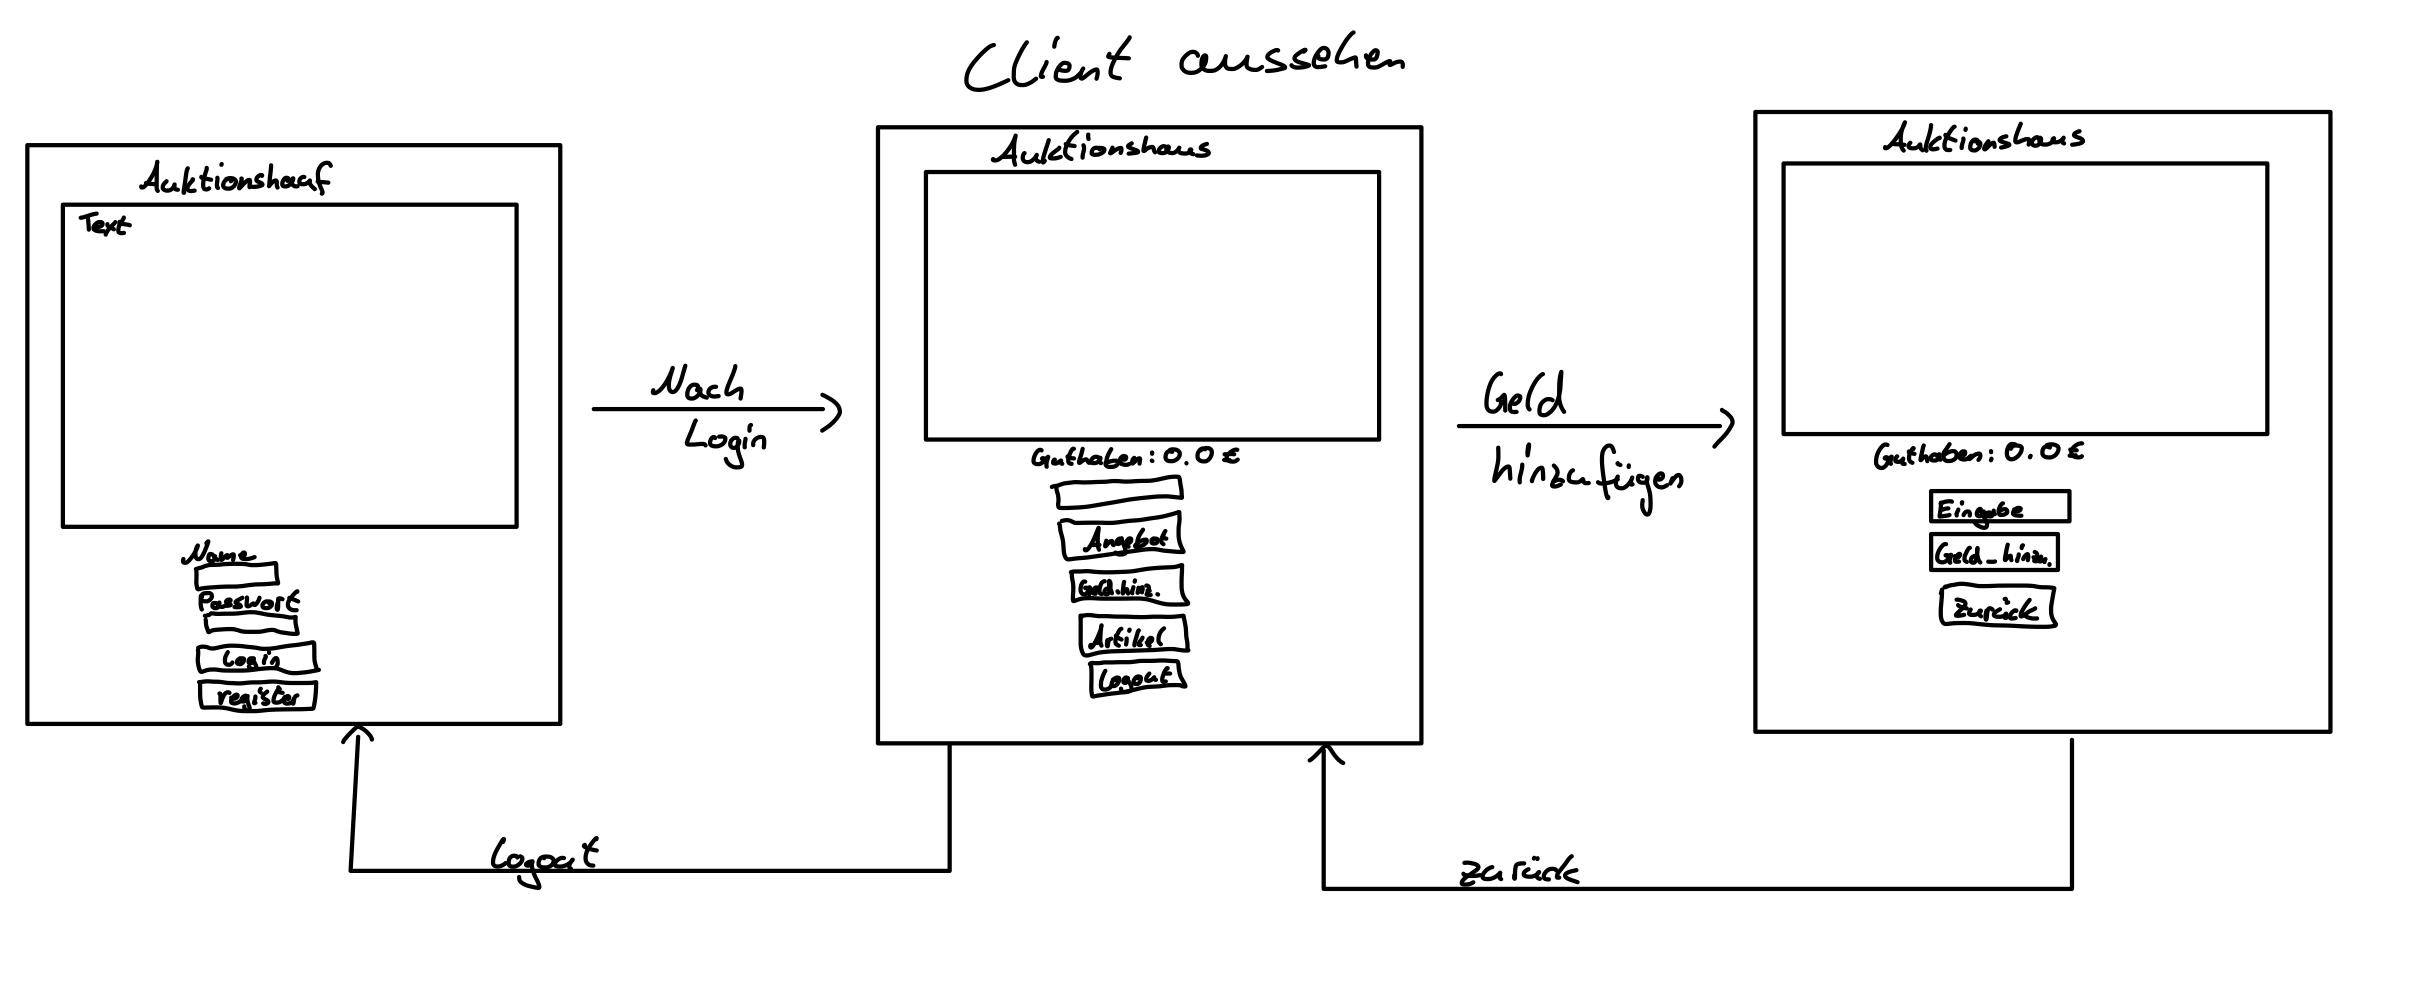 Client aussehen
Auktionshaaf
Text
Name
Passwort
Login
register
Nach
Login
Auktionshaus
Guthaben: 0.0 €
Angebot
Geld.hinz.
Artikel
Logout
Geld
hinzufügen
Auktionshaus
Guthaben: 0.0 €
Eingabe
Geld_hinzu.
Zurück
Logout
zurück